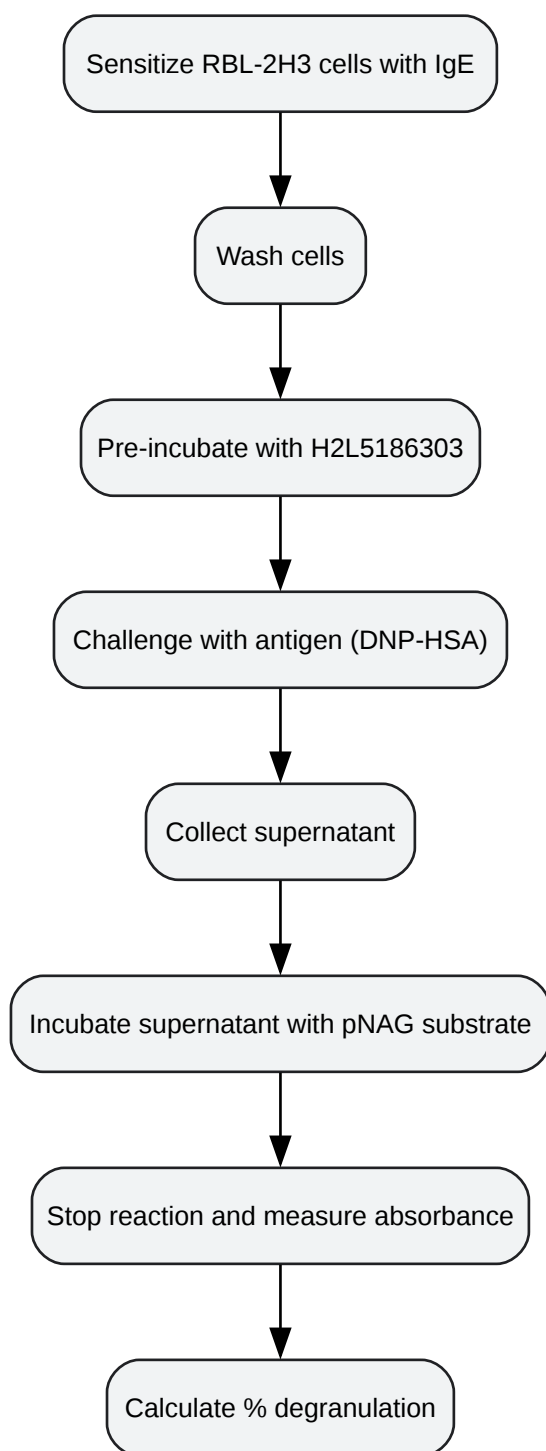 Sensitize RBL-2H3 cells with IgE
Wash cells
Pre-incubate with H2L5186303
Challenge with antigen (DNP-HSA)
Collect supernatant
Incubate supernatant with pNAG substrate
Stop reaction and measure absorbance
Calculate % degranulation